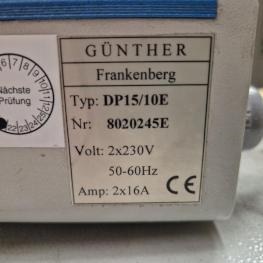 GÜNTHER
Frankenberg
Typ: DP15/10E
Nr: 8020245E
Volt: 2x230V
50-60Hz
Amp: 2x16A CE
Nächste
Prüfung